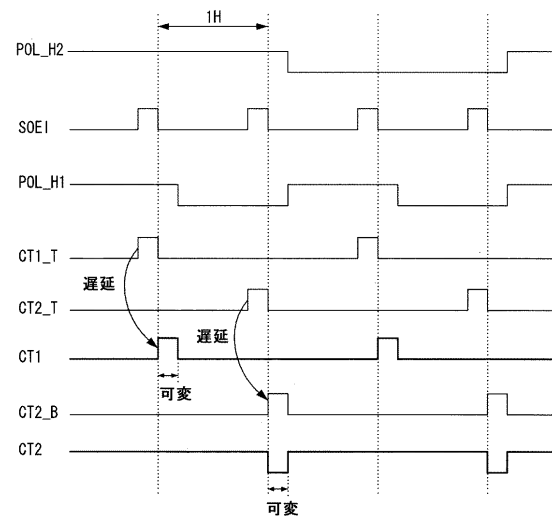 1H
POL_H2
SOEI
POL_H1
CT1_T
遅延
CT2_T
遅延
CT1
可変
CT2_B
CT2
可変